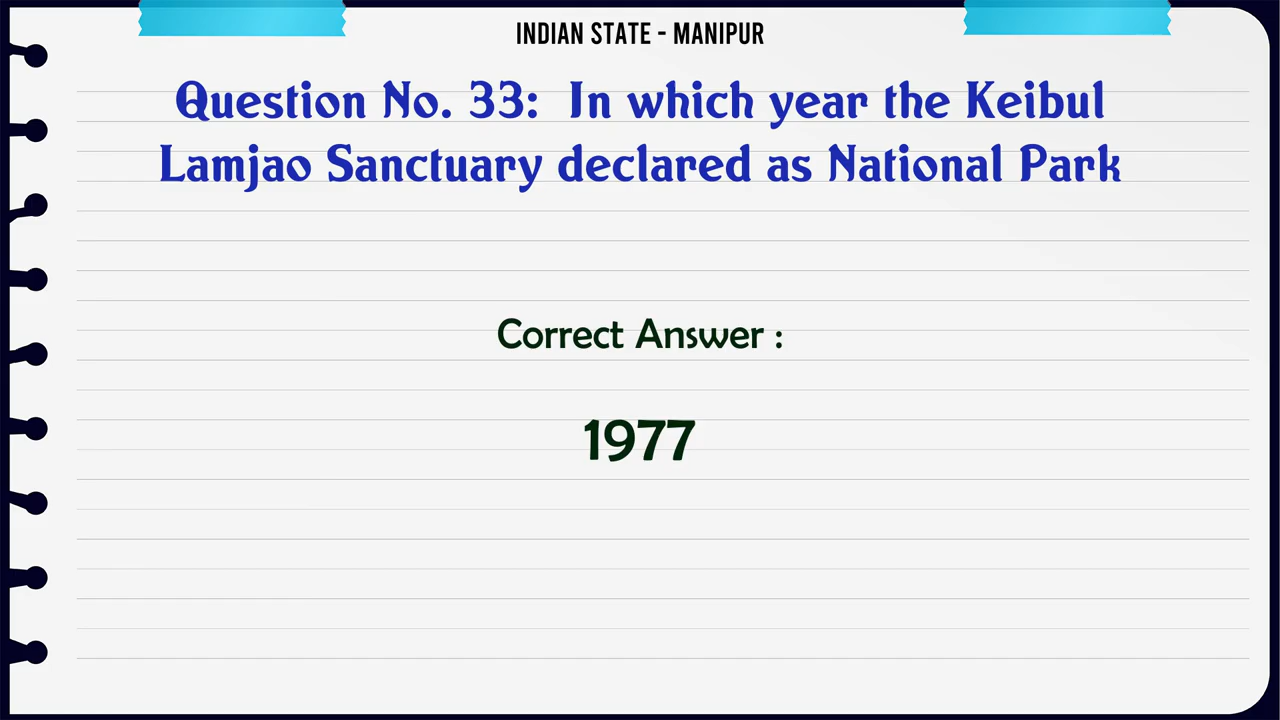 INDIAN STATE - MANIPUR
Question No. 33: In which year the Keibul
Lamjao Sanctuary declared as National Park
Correct Answer :
1977